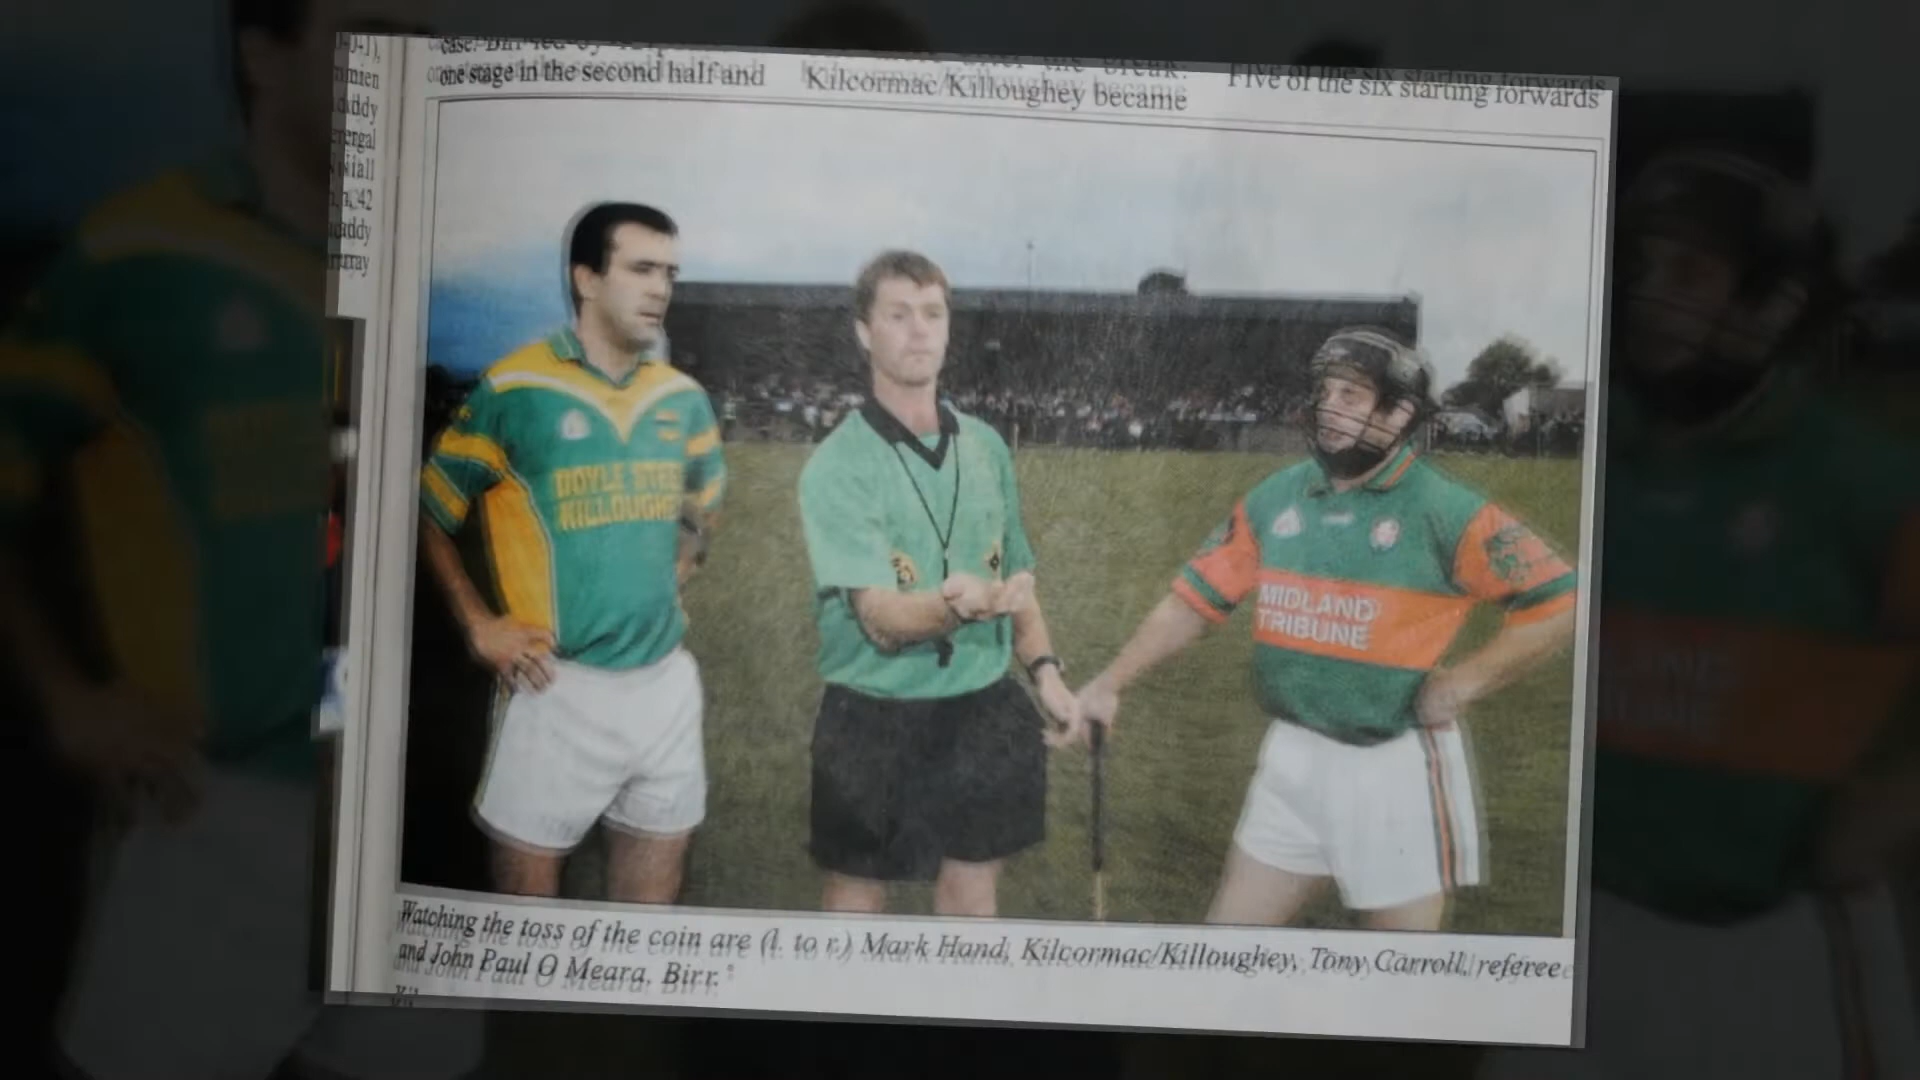 one stage in the second half and
Kilcormac/Killoughey became
Five of the six starting forwards
DOYLE
KILLOUGHEY
MIDLAND
TRIBUNE
Watching the toss of the coin are (l. to r.) Mark Hand, Kilcormac/Killoughey, Tony Carroll, referee
and John Paul O Meara, Birr.